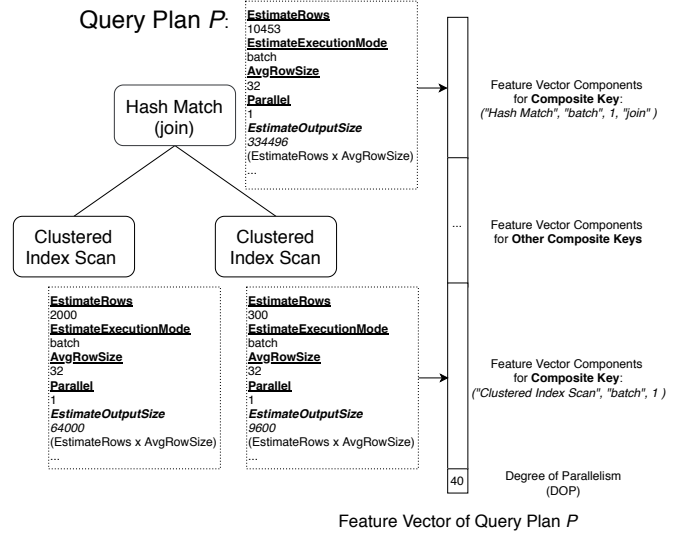 Query Plan P:
EstimateRows
10453
EstimateExecutionMode
batch
AvgRowSize
32
Parallel
1
EstimateOutputSize
334496
(EstimateRows x AvgRowSize)
...
Hash Match
(join)
Clustered
Index Scan
Clustered
Index Scan
EstimateRows
2000
EstimateExecutionMode
batch
AvgRowSize
32
Parallel
1
EstimateOutputSize
64000
(EstimateRows x AvgRowSize)
...
EstimateRows
300
EstimateExecutionMode
batch
AvgRowSize
32
Parallel
1
EstimateOutputSize
9600
(EstimateRows x AvgRowSize)
...
...
40
Feature Vector Components
for Composite Key:
("Hash Match", "batch", 1, "join" )
Feature Vector Components
for Other Composite Keys
Feature Vector Components
for Composite Key:
("Clustered Index Scan", "batch", 1 )
Degree of Parallelism
(DOP)
Feature Vector of Query Plan P